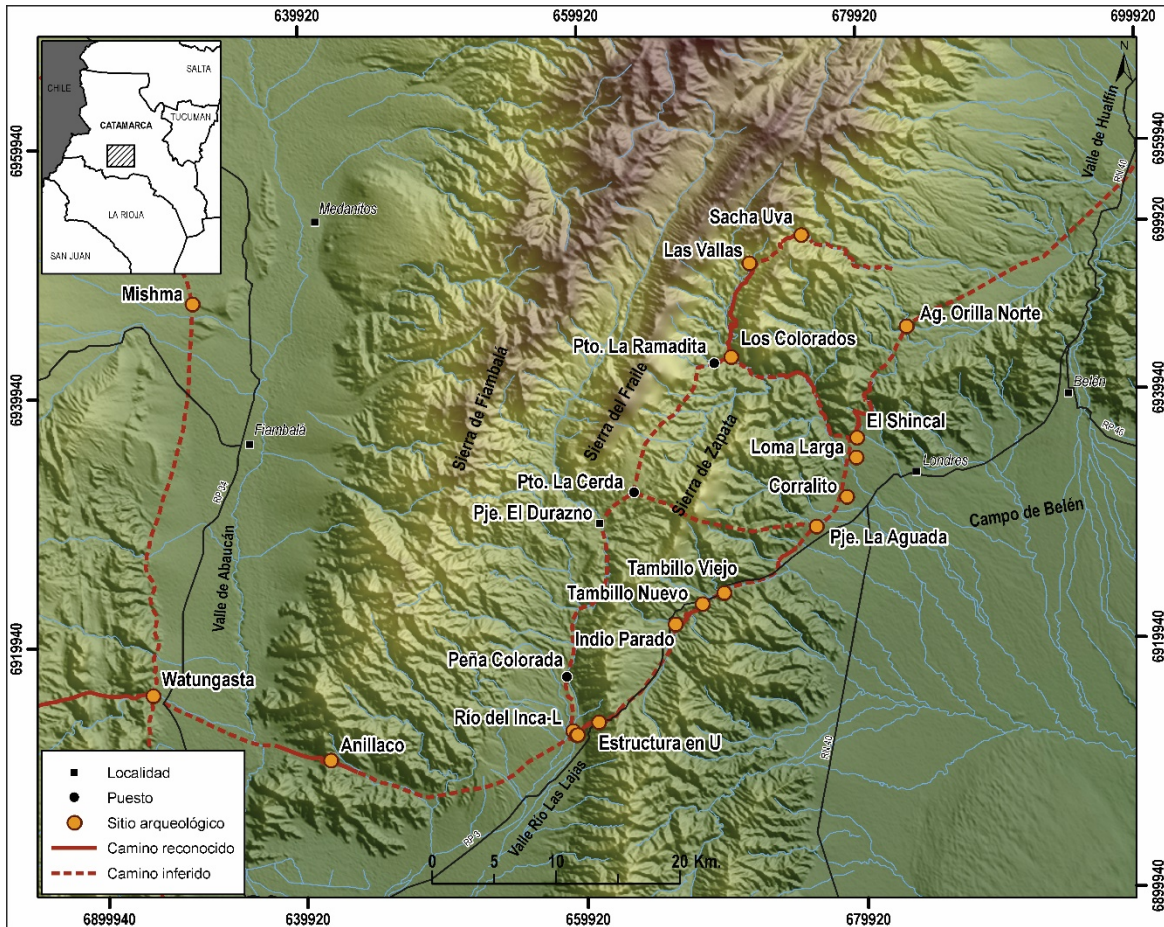 639920
659920
679920
699920
N
CHILE
SALTA
TUCUMAN
CATAMARCA
LA RIOJA
SAN JUAN
6959940
6959940
Valle de Hualfín
RN 40
Medanitos
Sacha Uva
699920
Las Vallas
Mishma
Ag. Orilla Norte
Pto. La Ramadita
Los Colorados
Sierra de Fiambalá
Sierra del Fraile
Belén
6939940
6939940
RP 46
Fiambalá
El Shincal
Loma Larga
Londres
Sierra de Zapata
RP 34
Pto. La Cerda
Corralito
Campo de Belén
Pje. El Durazno
Pje. La Aguada
Valle de Abaucán
Tambillo Viejo
Tambillo Nuevo
Indio Parado
6919940
6919940
Peña Colorada
Watungasta
Río del Inca-L
Estructura en U
Anillaco
RN 40
Valle Río Las Lajas
RP 3
Localidad
Puesto
Sitio arqueológico
Camino reconocido
Camino inferido
0 5 10 20 Km.
6899940
6899940
639920
659920
679920